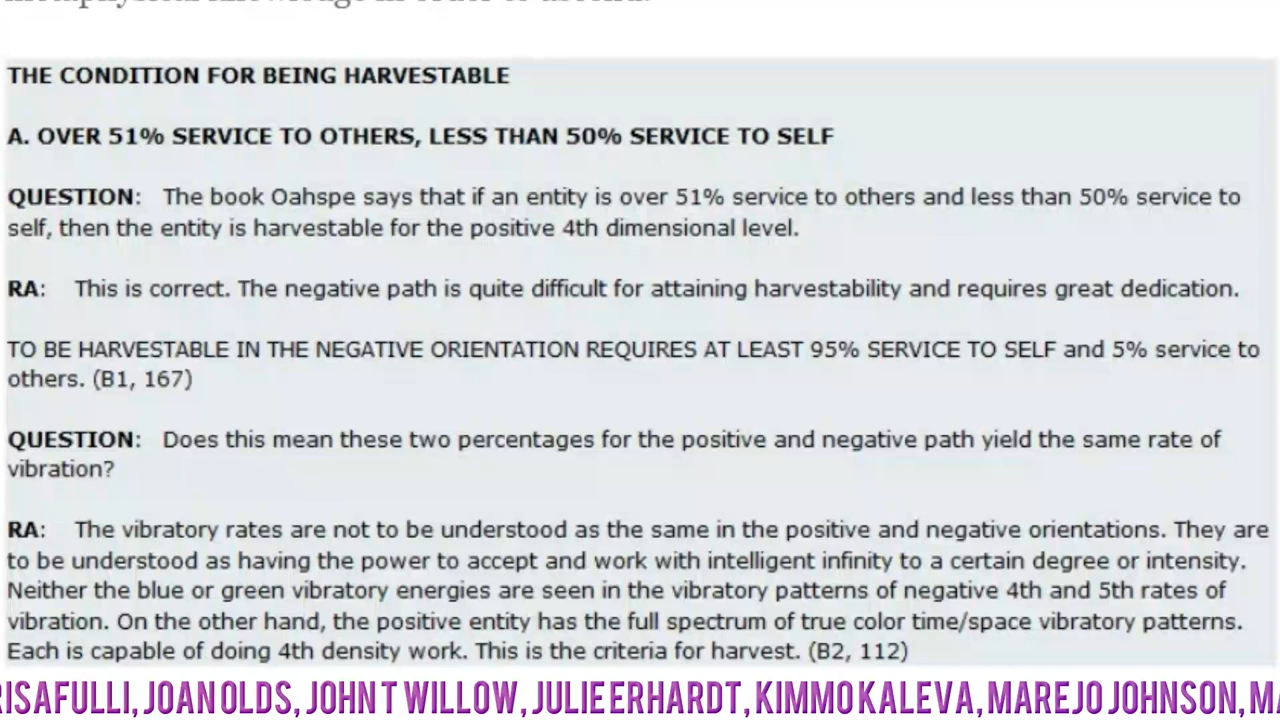 THE CONDITION FOR BEING HARVESTABLE
A. OVER 51% SERVICE TO OTHERS, LESS THAN 50% SERVICE TO SELF
QUESTION: The book Oahspe says that if an entity is over 51% service to others and less than 50% service to
self, then the entity is harvestable for the positive 4th dimensional level.
RA: This is correct. The negative path is quite difficult for attaining harvestability and requires great dedication.
TO BE HARVESTABLE IN THE NEGATIVE ORIENTATION REQUIRES AT LEAST 95% SERVICE TO SELF and 5% service to
others. (B1, 167)
QUESTION: Does this mean these two percentages for the positive and negative path yield the same rate of
vibration?
RA: The vibratory rates are not to be understood as the same in the positive and negative orientations. They are
to be understood as having the power to accept and work with intelligent infinity to a certain degree or intensity.
Neither the blue or green vibratory energies are seen in the vibratory patterns of negative 4th and 5th rates of
vibration. On the other hand, the positive entity has the full spectrum of true color time/space vibratory patterns.
Each is capable of doing 4th density work. This is the criteria for harvest. (B2, 112)
RISAFULLI, JOAN OLDS, JOHN T WILLOW, JULIE ERHARDT, KIMMO KALEVA, MAREJO JOHNSON, MA